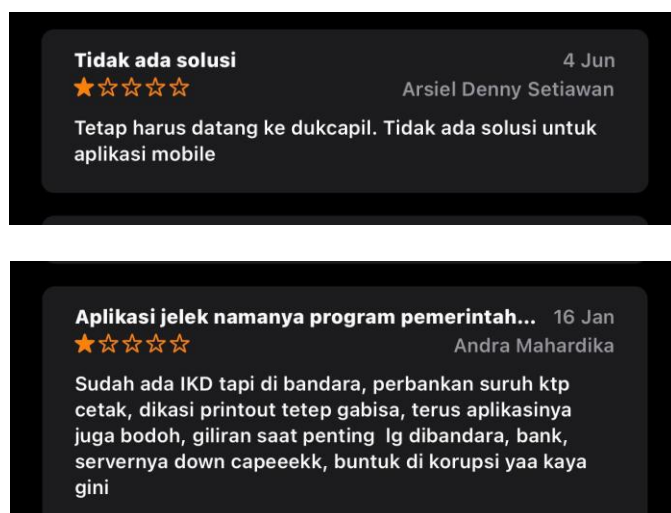 Tidak ada solusi
4 Jun
Arsiel Denny Setiawan
Tetap harus datang ke dukcapil. Tidak ada solusi untuk
aplikasi mobile
Aplikasi jelek namanya program pemerintah...
16 Jan
Andra Mahardika
Sudah ada IKD tapi di bandara, perbankan suruh ktp
cetak, dikasi printout tetep gabisa, terus aplikasinya
juga bodoh, giliran saat penting  lg dibandara, bank,
servernya down capeeekk, buntuk di korupsi yaa kaya
gini